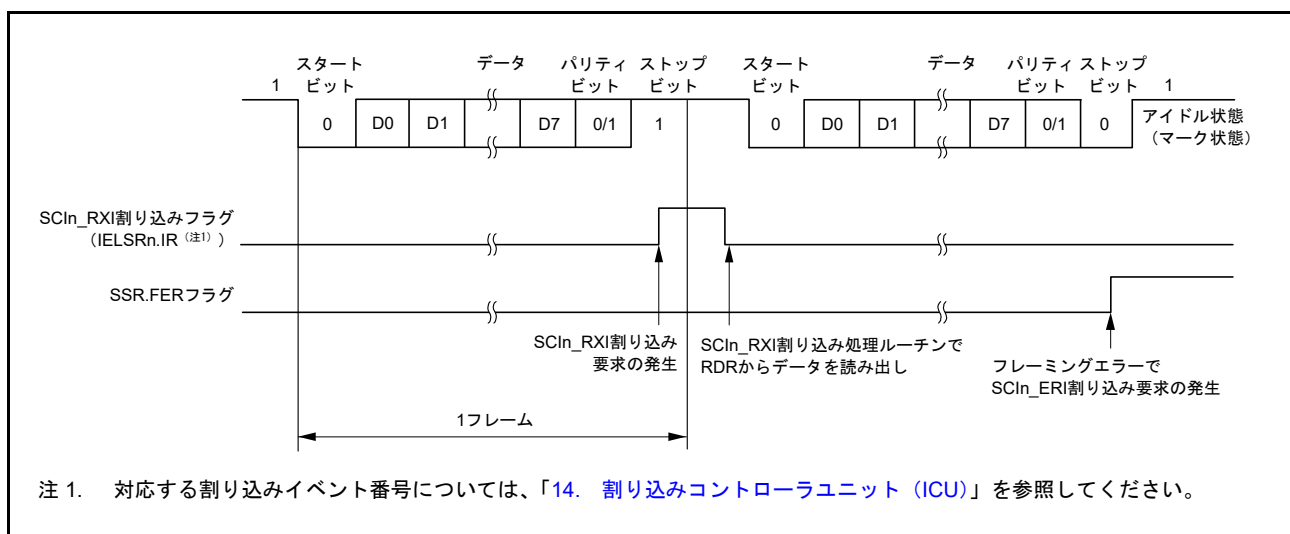 スタート
ビット
データ
パリティ
ビット
ストップ
ビット
スタート
ビット
データ
パリティ
ビット
ストップ
ビット
1
0
D0
D1
D7
0/1
1
0
D0
D1
D7
0/1
0
1
アイドル状態
（マーク状態）
SCIn_RXI割り込みフラグ
（IELSRn.IR（注1））
SSR.FERフラグ
SCIn_RXI割り込み
要求の発生
SCIn_RXI割り込み処理ルーチンで
RDRからデータを読み出し
フレーミングエラーで
SCIn_ERI割り込み要求の発生
1フレーム
注 1. 対応する割り込みイベント番号については、「14. 割り込みコントローラユニット（ICU）」を参照してください。